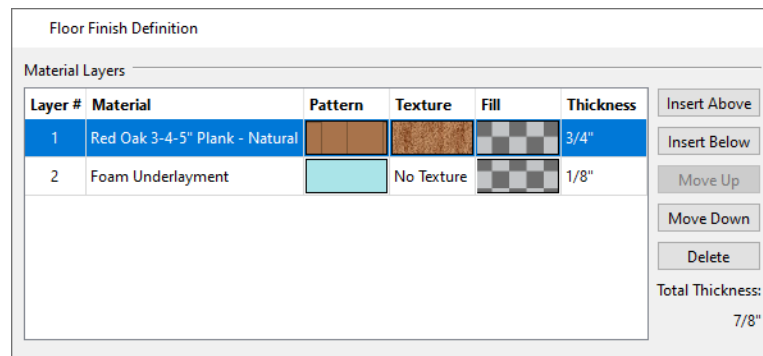 Floor Finish Definition
Material Layers
Layer # Material Pattern Texture Fill Thickness
1 Red Oak 3-4-5" Plank - Natural 3/4"
2 Foam Underlayment No Texture 1/8"
Insert Above
Insert Below
Move Up
Move Down
Delete
Total Thickness:
7/8"